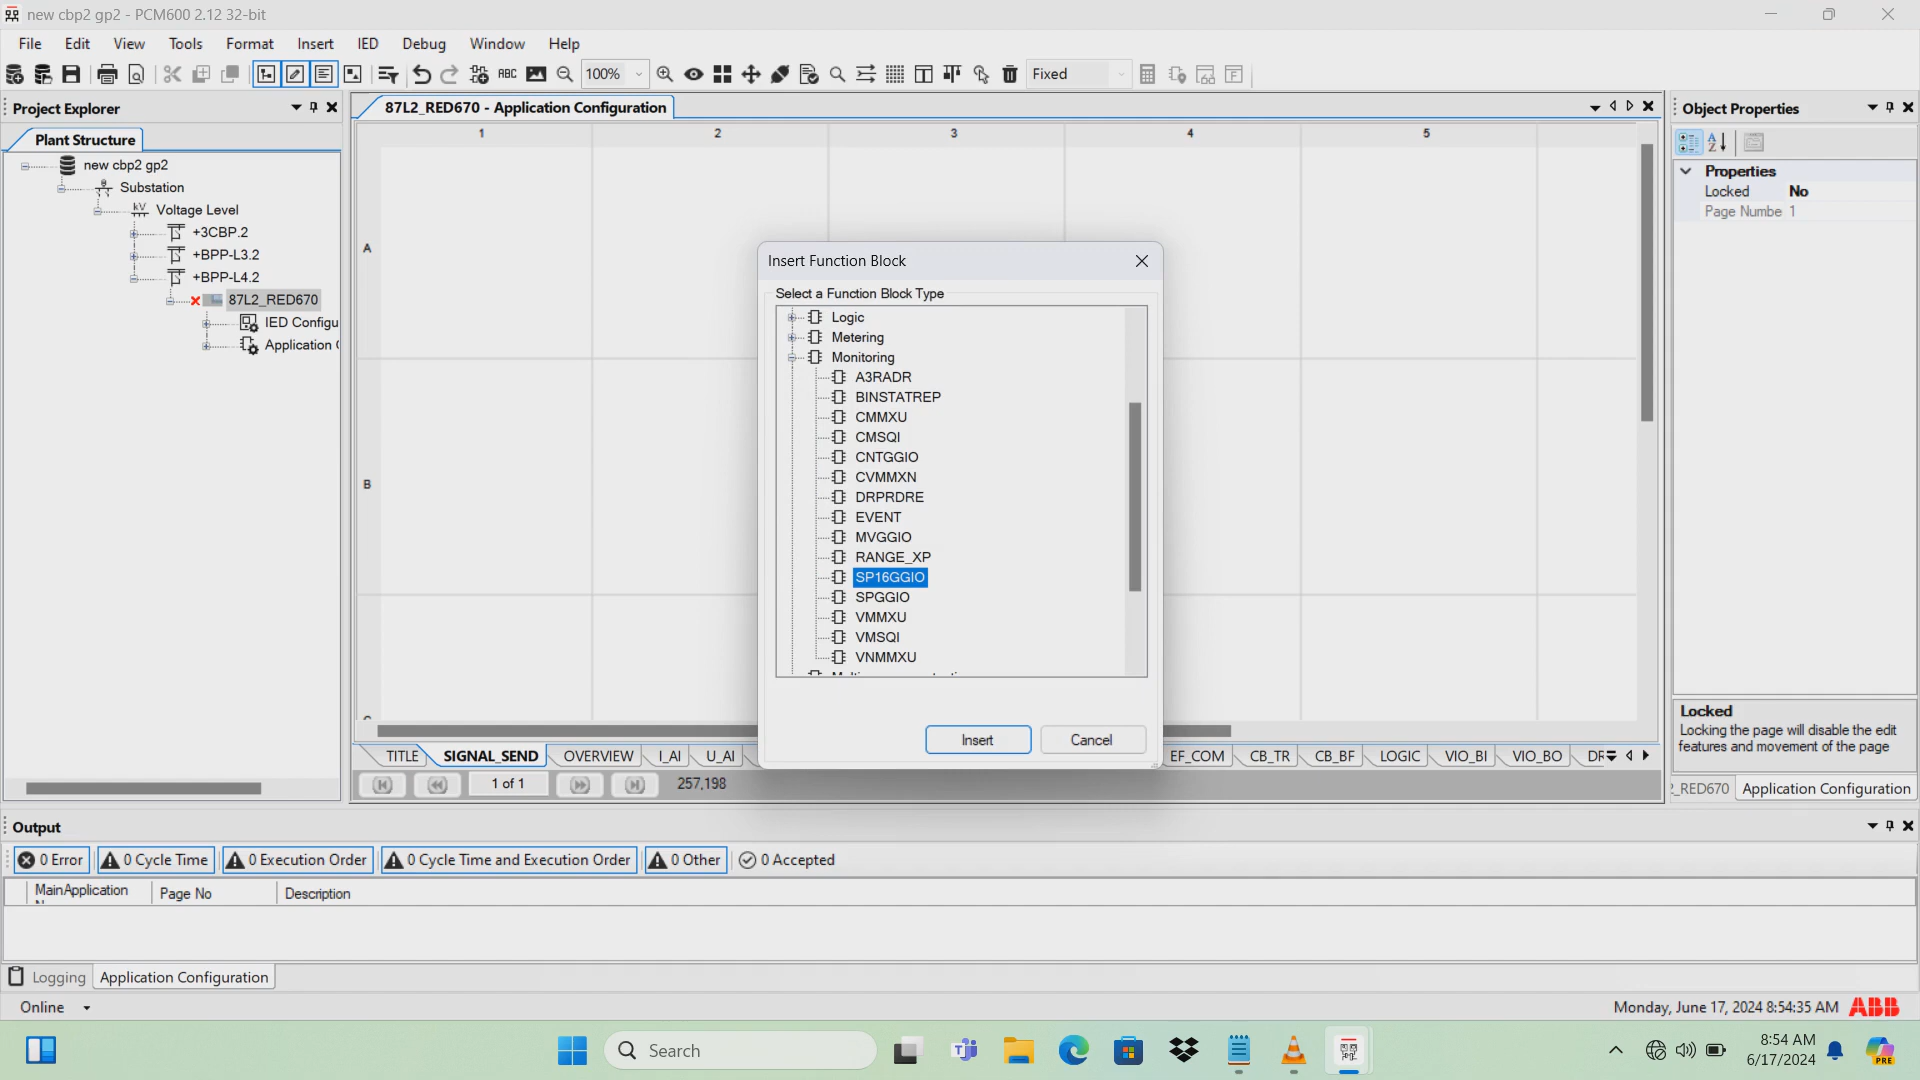 new cbp2 gp2 - PCM600 2.12 32-bit
File Edit View Tools Format Insert IED Debug Window Help
ABC 100% Fixed
Project Explorer
Plant Structure
new cbp2 gp2
Substation
kV Voltage Level
+3CBP.2
+BPP-L3.2
+BPP-L4.2
87L2_RED670
IED Configu
Application
87L2_RED670 - Application Configuration
1 2 3 4 5
A
B
C
Insert Function Block
Select a Function Block Type
Logic
Metering
Monitoring
A3RADR
BINSTATREP
CMMXU
CMSQI
CNTGGIO
CVMMXN
DRPRDRE
EVENT
MVGGIO
RANGE_XP
SP16GGIO
SPGGIO
VMMXU
VMSQI
VNMMXU
Insert Cancel
TITLE SIGNAL_SEND OVERVIEW I_AI U_AI EF_COM CB_TR CB_BF LOGIC VIO_BI VIO_BO DR
1 of 1 257,198
Object Properties
A
Z
Properties
Locked No
Page Numbe 1
Locked
Locking the page will disable the edit
features and movement of the page
_RED670 Application Configuration
Output
0 Error 0 Cycle Time 0 Execution Order 0 Cycle Time and Execution Order 0 Other 0 Accepted
MainApplication Page No Description
Logging Application Configuration
Online
Monday, June 17, 2024 8:54:35 AM ABB
Search
8:54 AM
6/17/2024
PRE